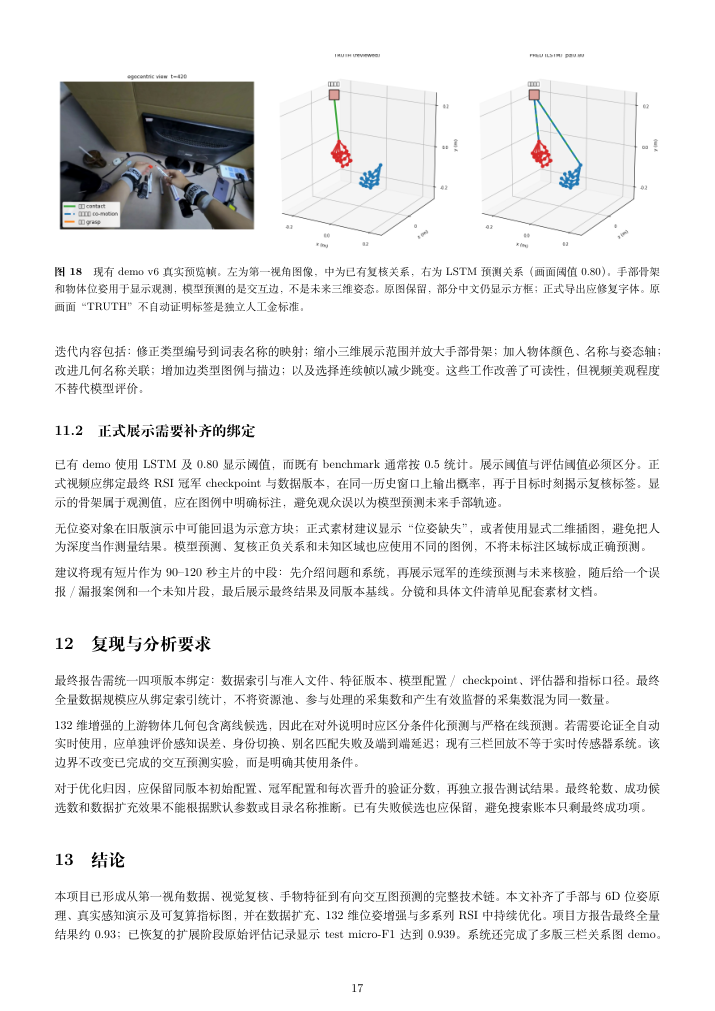 TRUTH (reviewed)
PRED (LSTM) p≥0.80
egocentric view t=420
contact
co-motion
grasp
0.2
0.0
-0.2
z (m)
-0.2
0.0
0.2
x (m)
0
y (m)
0.2
0.0
-0.2
z (m)
-0.2
0.0
0.2
x (m)
0
y (m)
图 18 现有 demo v6 真实预览帧。左为第一视角图像，中为已有复核关系，右为 LSTM 预测关系（画面阈值 0.80）。手部骨架
和物体位姿用于显示观测，模型预测的是交互边，不是未来三维姿态。原图保留，部分中文仍显示方框；正式导出应修复字体。原
画面 “TRUTH” 不自动证明标签是独立人工金标准。
迭代内容包括：修正类型编号到词表名称的映射；缩小三维展示范围并放大手部骨架；加入物体颜色、名称与姿态轴；
改进几何名称关联；增加边类型图例与描边；以及选择连续帧以减少跳变。这些工作改善了可读性，但视频美观程度
不替代模型评价。
11.2 正式展示需要补齐的绑定
已有 demo 使用 LSTM 及 0.80 显示阈值，而既有 benchmark 通常按 0.5 统计。展示阈值与评估阈值必须区分。正
式视频应绑定最终 RSI 冠军 checkpoint 与数据版本，在同一历史窗口上输出概率，再于目标时刻揭示复核标签。显
示的骨架属于观测值，应在图例中明确标注，避免观众误以为模型预测未来手部轨迹。
无位姿对象在旧版演示中可能回退为示意方块；正式素材建议显示 “位姿缺失”，或者使用显式二维插图，避免把人
为深度当作测量结果。模型预测、复核正负关系和未知区域也应使用不同的图例，不将未标注区域标成正确预测。
建议将现有短片作为 90–120 秒主片的中段：先介绍问题和系统，再展示冠军的连续预测与未来核验，随后给一个误
报 / 漏报案例和一个未知片段，最后展示最终结果及同版本基线。分镜和具体文件清单见配套素材文档。
12 复现与分析要求
最终报告需统一四项版本绑定：数据索引与准入文件、特征版本、模型配置 / checkpoint、评估器和指标口径。最终
全量数据规模应从绑定索引统计，不将资源池、参与处理的采集数和产生有效监督的采集数混为同一数量。
132 维增强的上游物体几何包含离线候选，因此在对外说明时应区分条件化预测与严格在线预测。若需要论证全自动
实时使用，应单独评价感知误差、身份切换、别名匹配失败及端到端延迟；现有三栏回放不等于实时传感器系统。该
边界不改变已完成的交互预测实验，而是明确其使用条件。
对于优化归因，应保留同版本初始配置、冠军配置和每次晋升的验证分数，再独立报告测试结果。最终轮数、成功候
选数和数据扩充效果不能根据默认参数或目录名称推断。已有失败候选也应保留，避免搜索账本只剩最终成功项。
13 结论
本项目已形成从第一视角数据、视觉复核、手物特征到有向交互图预测的完整技术链。本文补齐了手部与 6D 位姿原
理、真实感知演示及可复算指标图，并在数据扩充、132 维位姿增强与多系列 RSI 中持续优化。项目方报告最终全量
结果约 0.93；已恢复的扩展阶段原始评估记录显示 test micro-F1 达到 0.939。系统还完成了多版三栏关系图 demo。
17